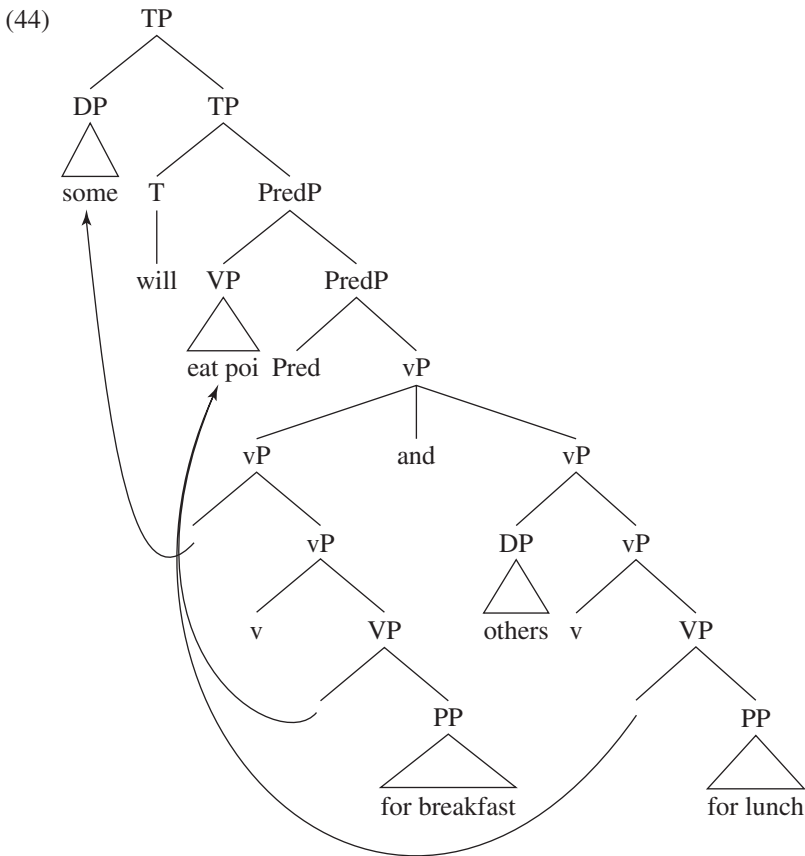 (44) TP
DP TP
some T PredP
will VP PredP
eat poi Pred vP
vP and vP
vP DP vP
others
v VP v VP
PP PP
for breakfast for lunch